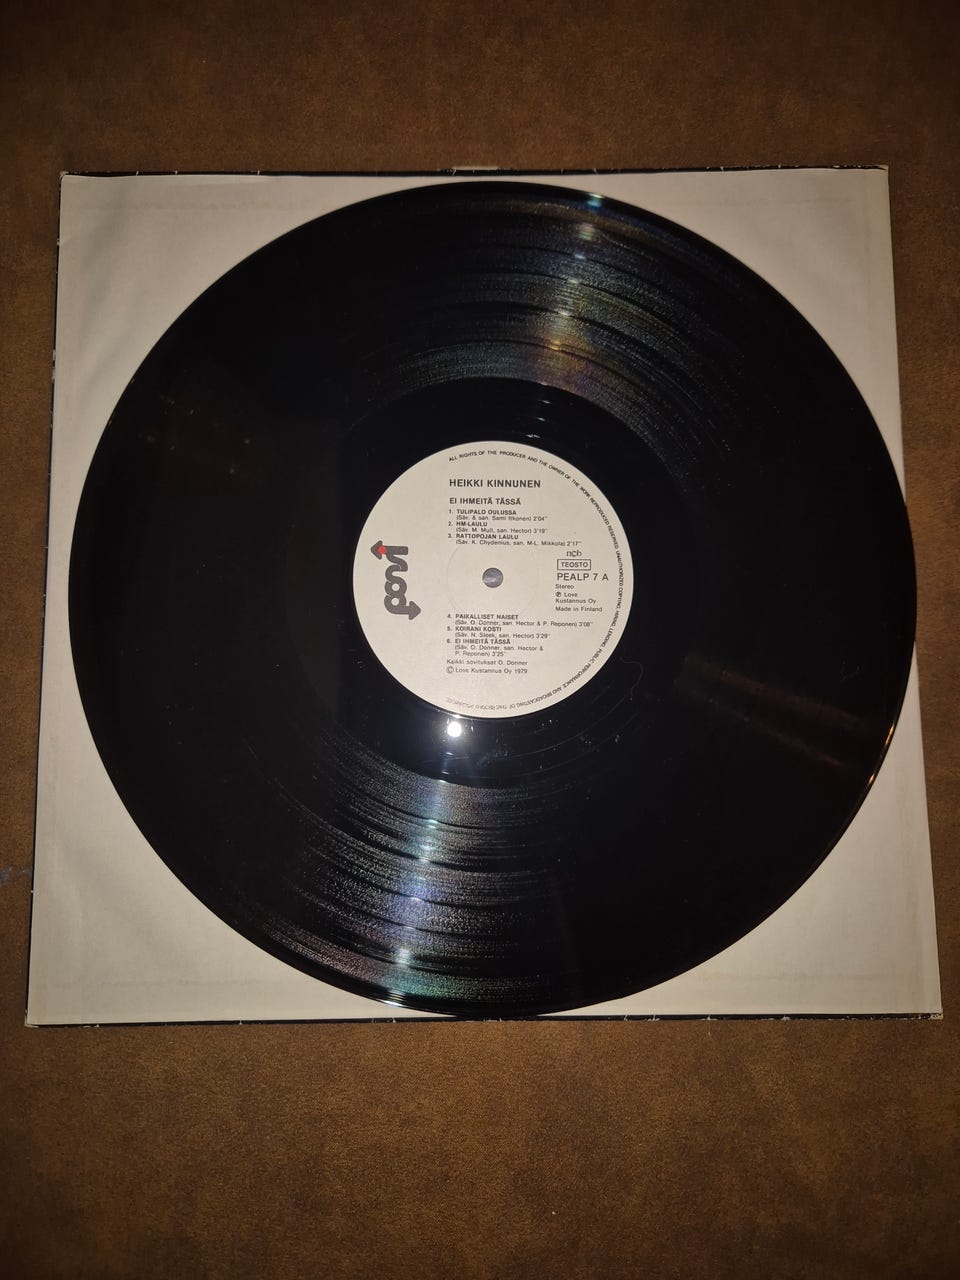 ALL RIGHTS OF THE PRODUCER AND THE OWNER OF THE WORK REPRODUCED RESERVED. UNAUTHORIZED COPYING, HIRING, LENDING, PUBLIC PERFORMANCE AND BROADCASTING OF THIS RECORD PROHIBITED
HEIKKI KINNUNEN
EI IHMEITÄ TÄSSÄ
1. TULIPALO OULUSSA
(Säv. & san. Sami Itkonen) 2'04"
2. HM-LAULU
(Säv. M. Mull, san. Hector) 3'19"
3. RATTOPOJAN LAULU
(Säv. K. Chydenius, san. M-L. Mikkola) 2'17"
ncb
TEOSTO
PEALP 7 A
Stereo
℗ Love
Kustannus Oy
Made in Finland
4. PAIKALLISET NAISET
(Säv. O. Donner, san. Hector & P. Reponen) 3'08"
5. KOIRANI KOSTI
(Säv. N. Sleek, san. Hector) 3'29"
6. EI IHMEITÄ TÄSSÄ
(Säv. O. Donner, san. Hector &
P. Reponen) 3'25"
Kaikki sovitukset O. Donner
© Love Kustannus Oy 1979